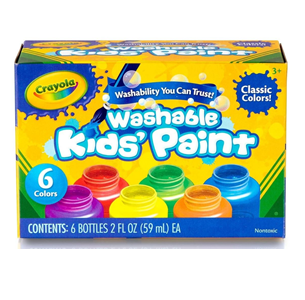 Crayola
Washability You Can Trust!
3+
Classic
Colors!
Washable
Kids' Paint
6
Colors
CONTENTS: 6 BOTTLES 2 FL OZ (59 mL) EA
Nontoxic